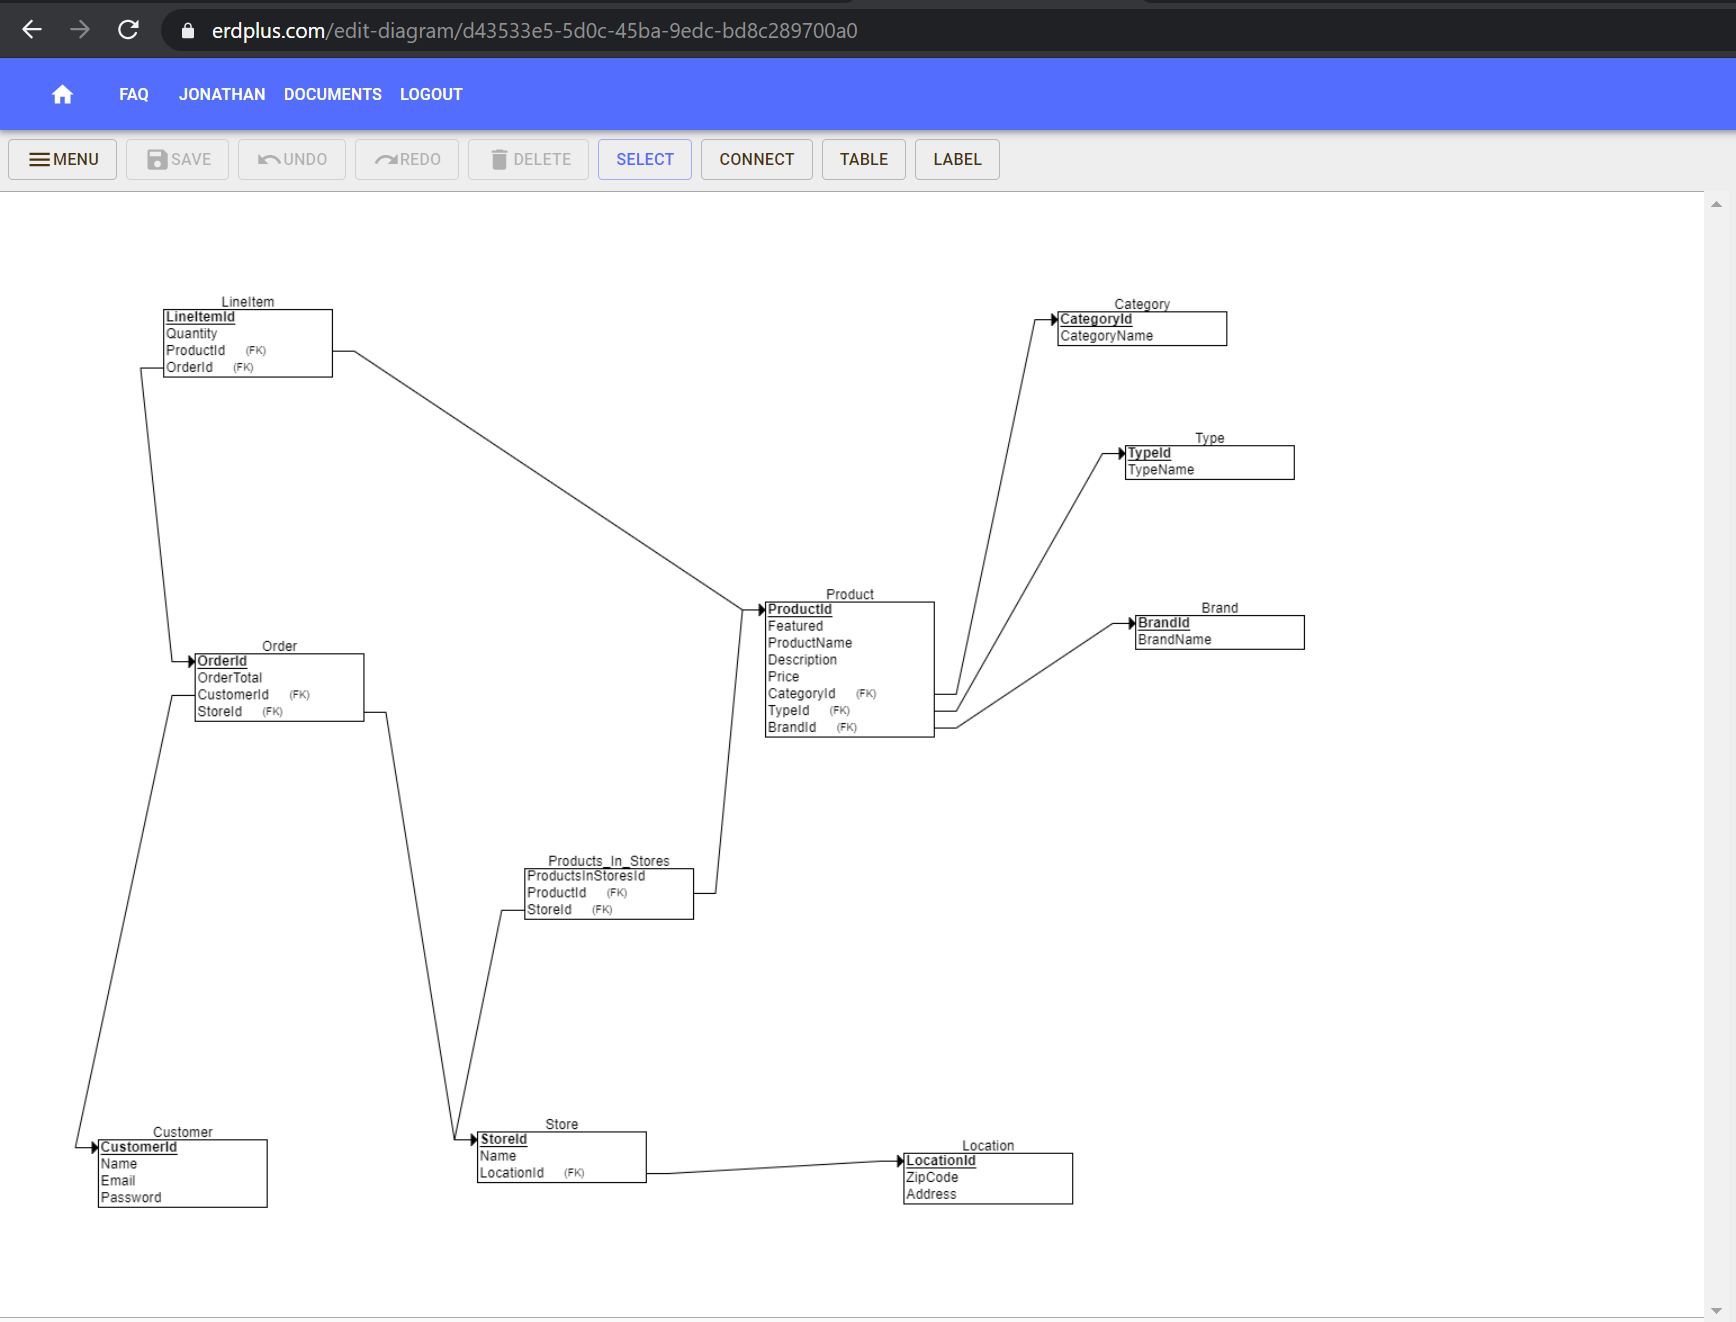 erdplus.com/edit-diagram/d43533e5-5d0c-45ba-9edc-bd8c289700a0
FAQ JONATHAN DOCUMENTS LOGOUT
MENU SAVE UNDO REDO DELETE SELECT CONNECT TABLE LABEL
LineItem
LineItemId
Quantity
ProductId (FK)
OrderId (FK)
Category
CategoryId
CategoryName
Type
TypeId
TypeName
Product
ProductId
Featured
ProductName
Description
Price
CategoryId (FK)
TypeId (FK)
BrandId (FK)
Brand
BrandId
BrandName
Order
OrderId
OrderTotal
CustomerId (FK)
StoreId (FK)
Products_In_Stores
ProductsInStoresId
ProductId (FK)
StoreId (FK)
Customer
CustomerId
Name
Email
Password
Store
StoreId
Name
LocationId (FK)
Location
LocationId
ZipCode
Address